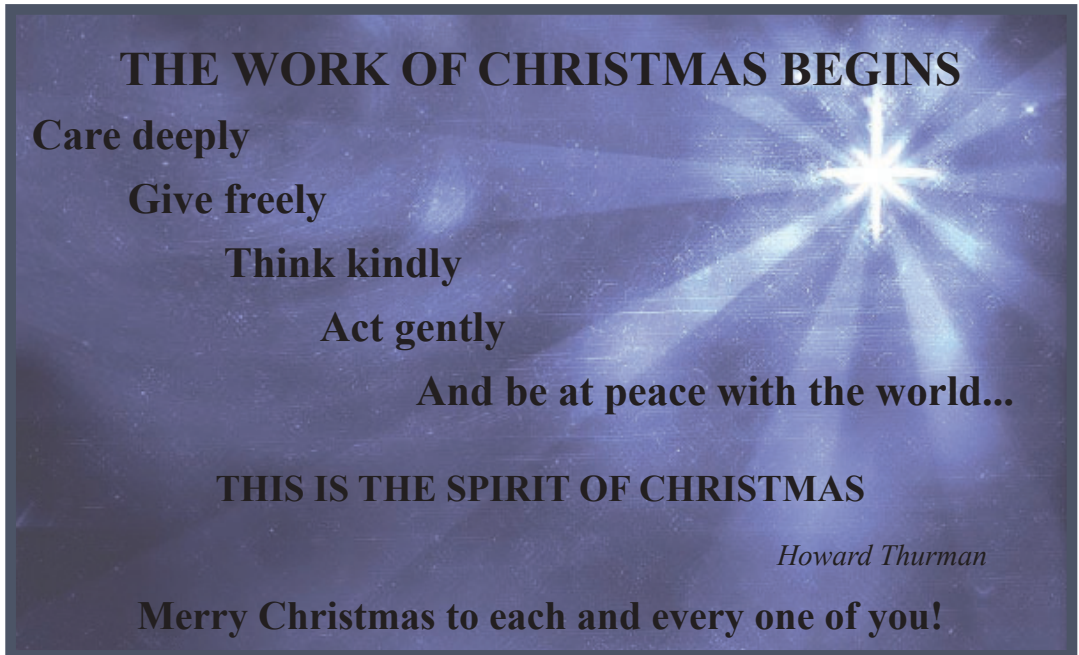 THE WORK OF CHRISTMAS BEGINS
Care deeply
Give freely
Think kindly
Act gently
And be at peace with the world...
THIS IS THE SPIRIT OF CHRISTMAS
Howard Thurman
Merry Christmas to each and every one of you!